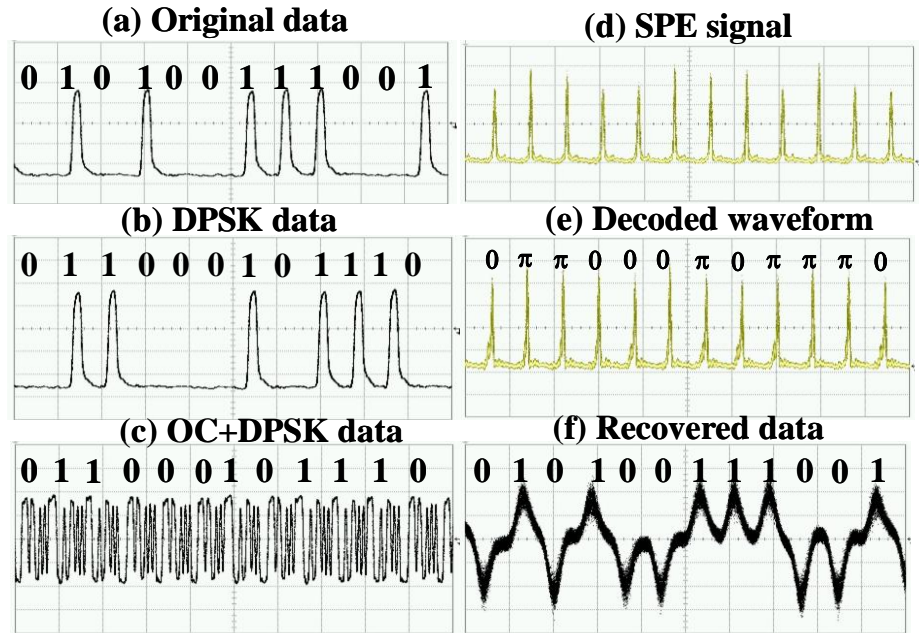 (a) Original data
0 1 0 1 0 0 1 1 1 0 0 1
(b) DPSK data
0 1 1 0 0 0 1 0 1 1 1 0
(c) OC+DPSK data
0 1 1 0 0 0 1 0 1 1 1 0
(d) SPE signal
(e) Decoded waveform
0 π π 0 0 0 π 0 π π π 0
(f) Recovered data
0 1 0 1 0 0 1 1 1 0 0 1